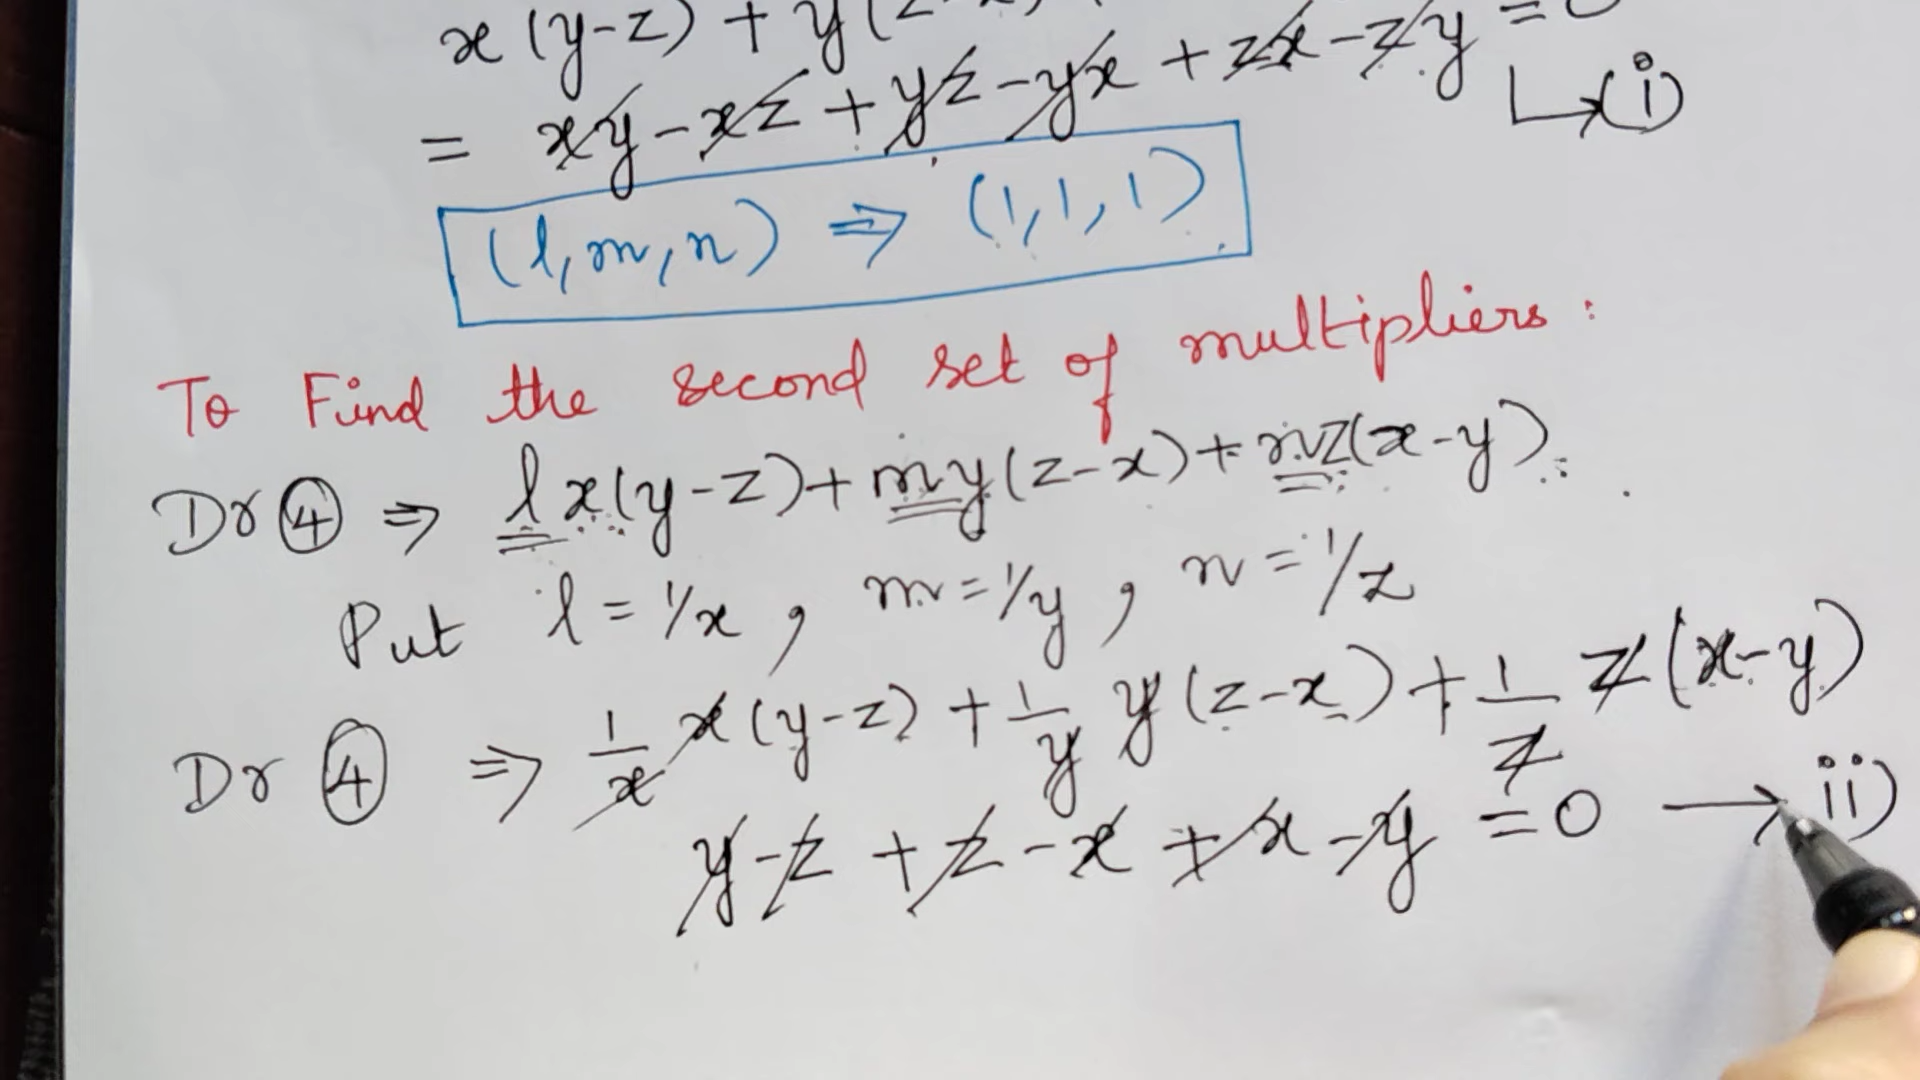 x(y-z) + y(z-
= xy - xz + yz - yx + zx - zy = 0
↳(i)
(l, m, n) ⇒ (1, 1, 1)
To Find the second set of multipliers:
Dr ④ ⇒ lx(y-z) + my(z-x) + nz(x-y)
Put l = 1/x , m = 1/y , n = 1/z
Dr ④ ⇒ 1/x x(y-z) + 1/y y(z-x) + 1/z z(x-y)
y - z + z - x + x - y = 0 → ii)